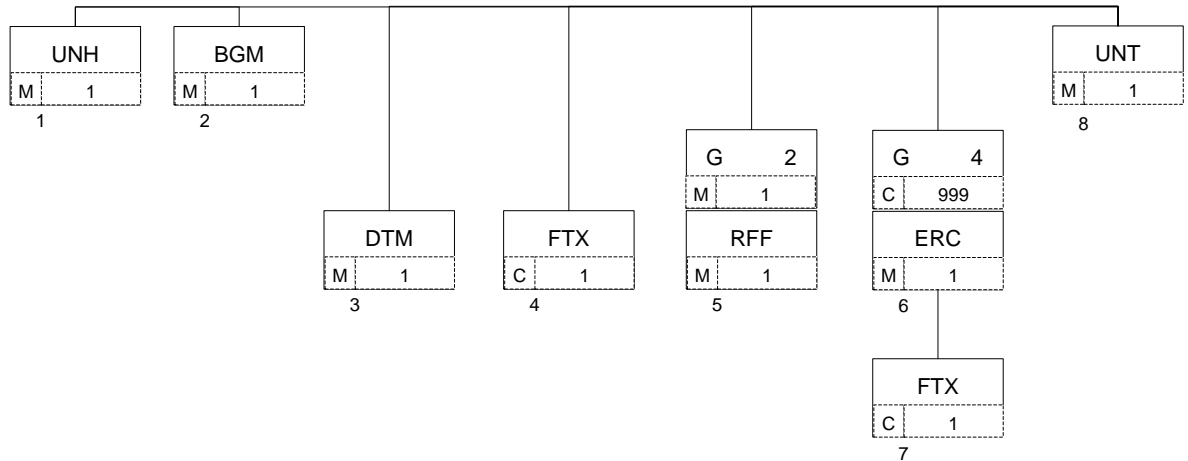 UNH
M 1
1
BGM
M 1
2
UNT
M 1
8
G 2
M 1
G 4
C 999
DTM
M 1
3
FTX
C 1
4
RFF
M 1
5
ERC
M 1
6
FTX
C 1
7